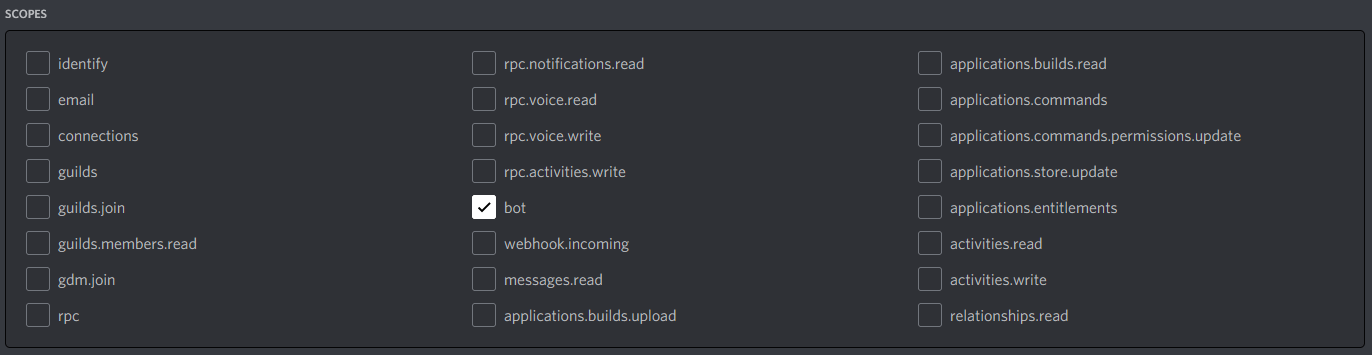 SCOPES
identify
email
connections
guilds
guilds.join
guilds.members.read
gdm.join
rpc
rpc.notifications.read
rpc.voice.read
rpc.voice.write
rpc.activities.write
bot
webhook.incoming
messages.read
applications.builds.upload
applications.builds.read
applications.commands
applications.commands.permissions.update
applications.store.update
applications.entitlements
activities.read
activities.write
relationships.read